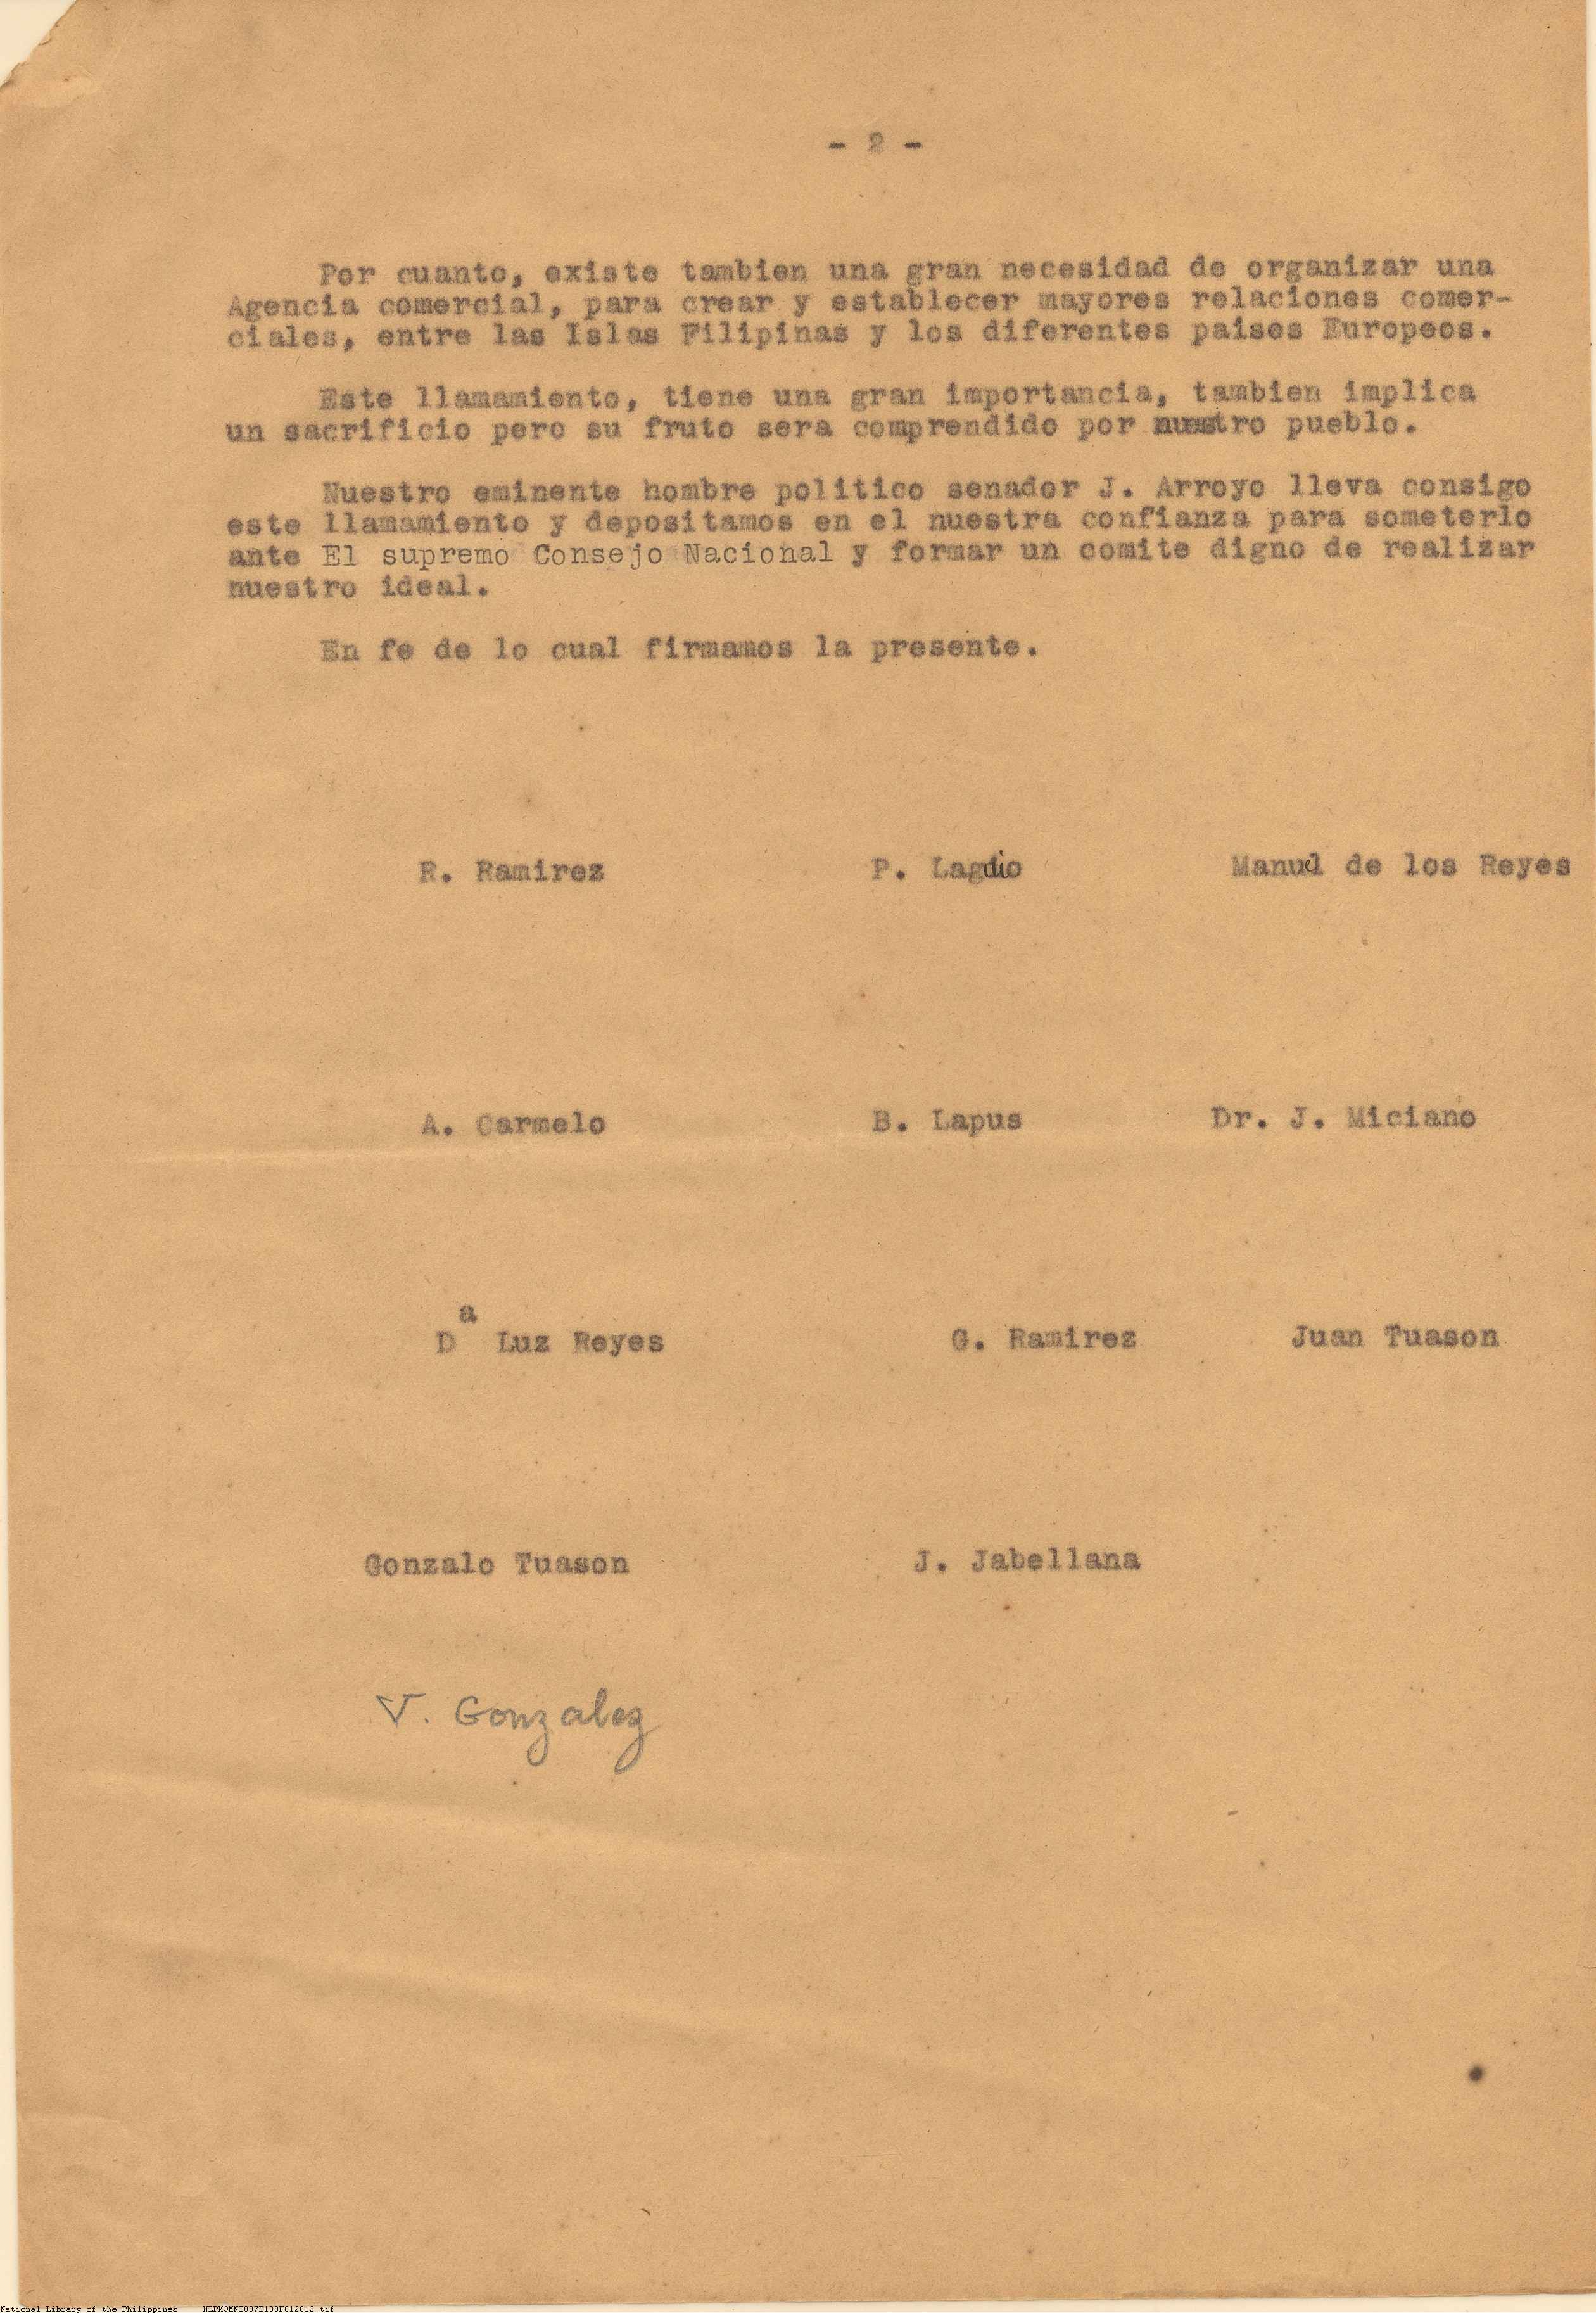 - 2 -
Por cuanto, existe tambien una gran necesidad de organizar una
Agencia comercial, para crear y establecer mayores relaciones comer-
ciales, entre las Islas Filipinas y los diferentes paises Europeos.
Este llamamiento, tiene una gran importancia, tambien implica
un sacrificio pero su fruto sera comprendido por nuestro pueblo.
Nuestro eminente hombre politico senador J. Arroyo lleva consigo
este llamamiento y depositamos en el nuestra confianza para someterlo
ante El supremo Consejo Nacional y formar un comite digno de realizar
nuestro ideal.
En fe de lo cual firmamos la presente.
R. Ramirez P. Lagdio Manuel de los Reyes
A. Carmelo B. Lapus Dr. J. Miciano
Dª Luz Reyes G. Ramirez Juan Tuason
Gonzalo Tuason J. Jabellana
V. Gonzalez
National Library of the Philippines NLPMQMNS007B130F012012.tif